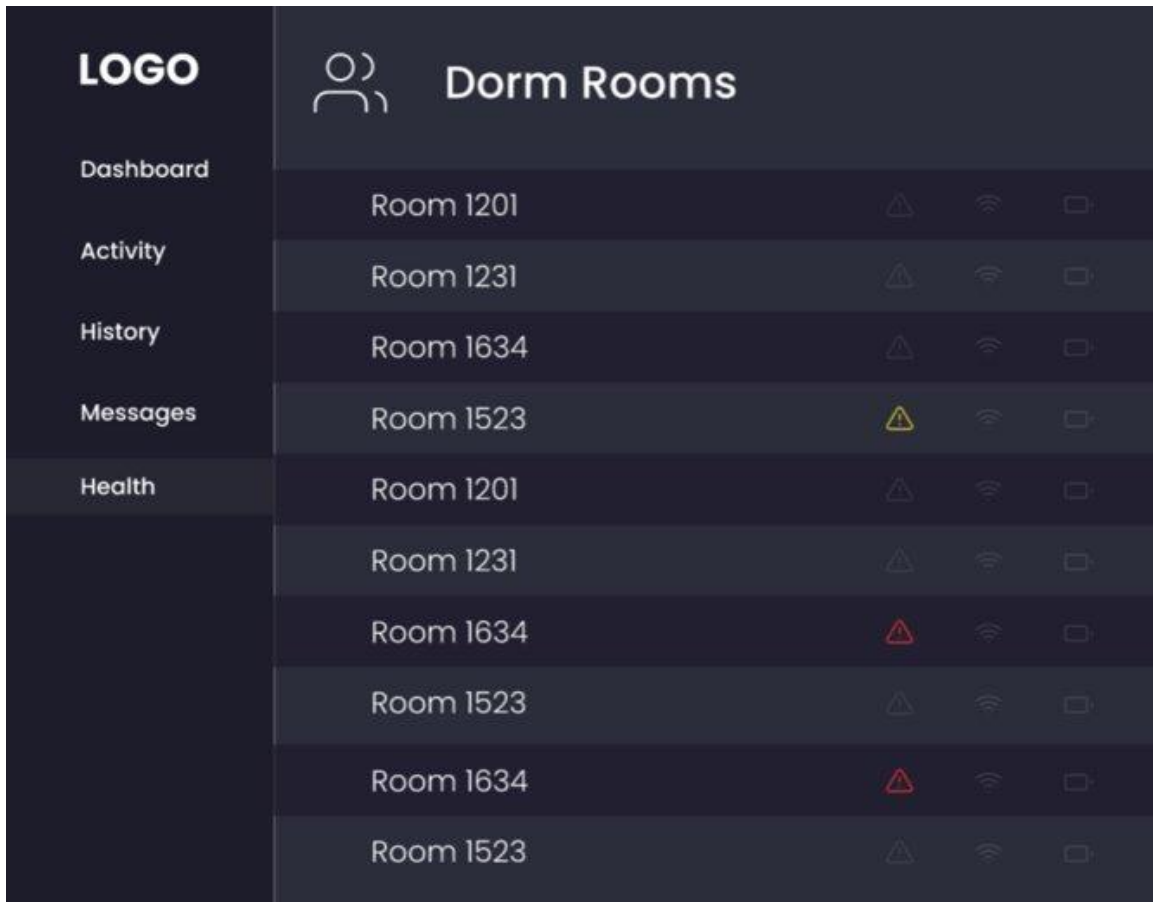 LOGO
Dorm Rooms
Dashboard
Activity
History
Messages
Health
Room 1201
Room 1231
Room 1634
Room 1523
Room 1201
Room 1231
Room 1634
Room 1523
Room 1634
Room 1523